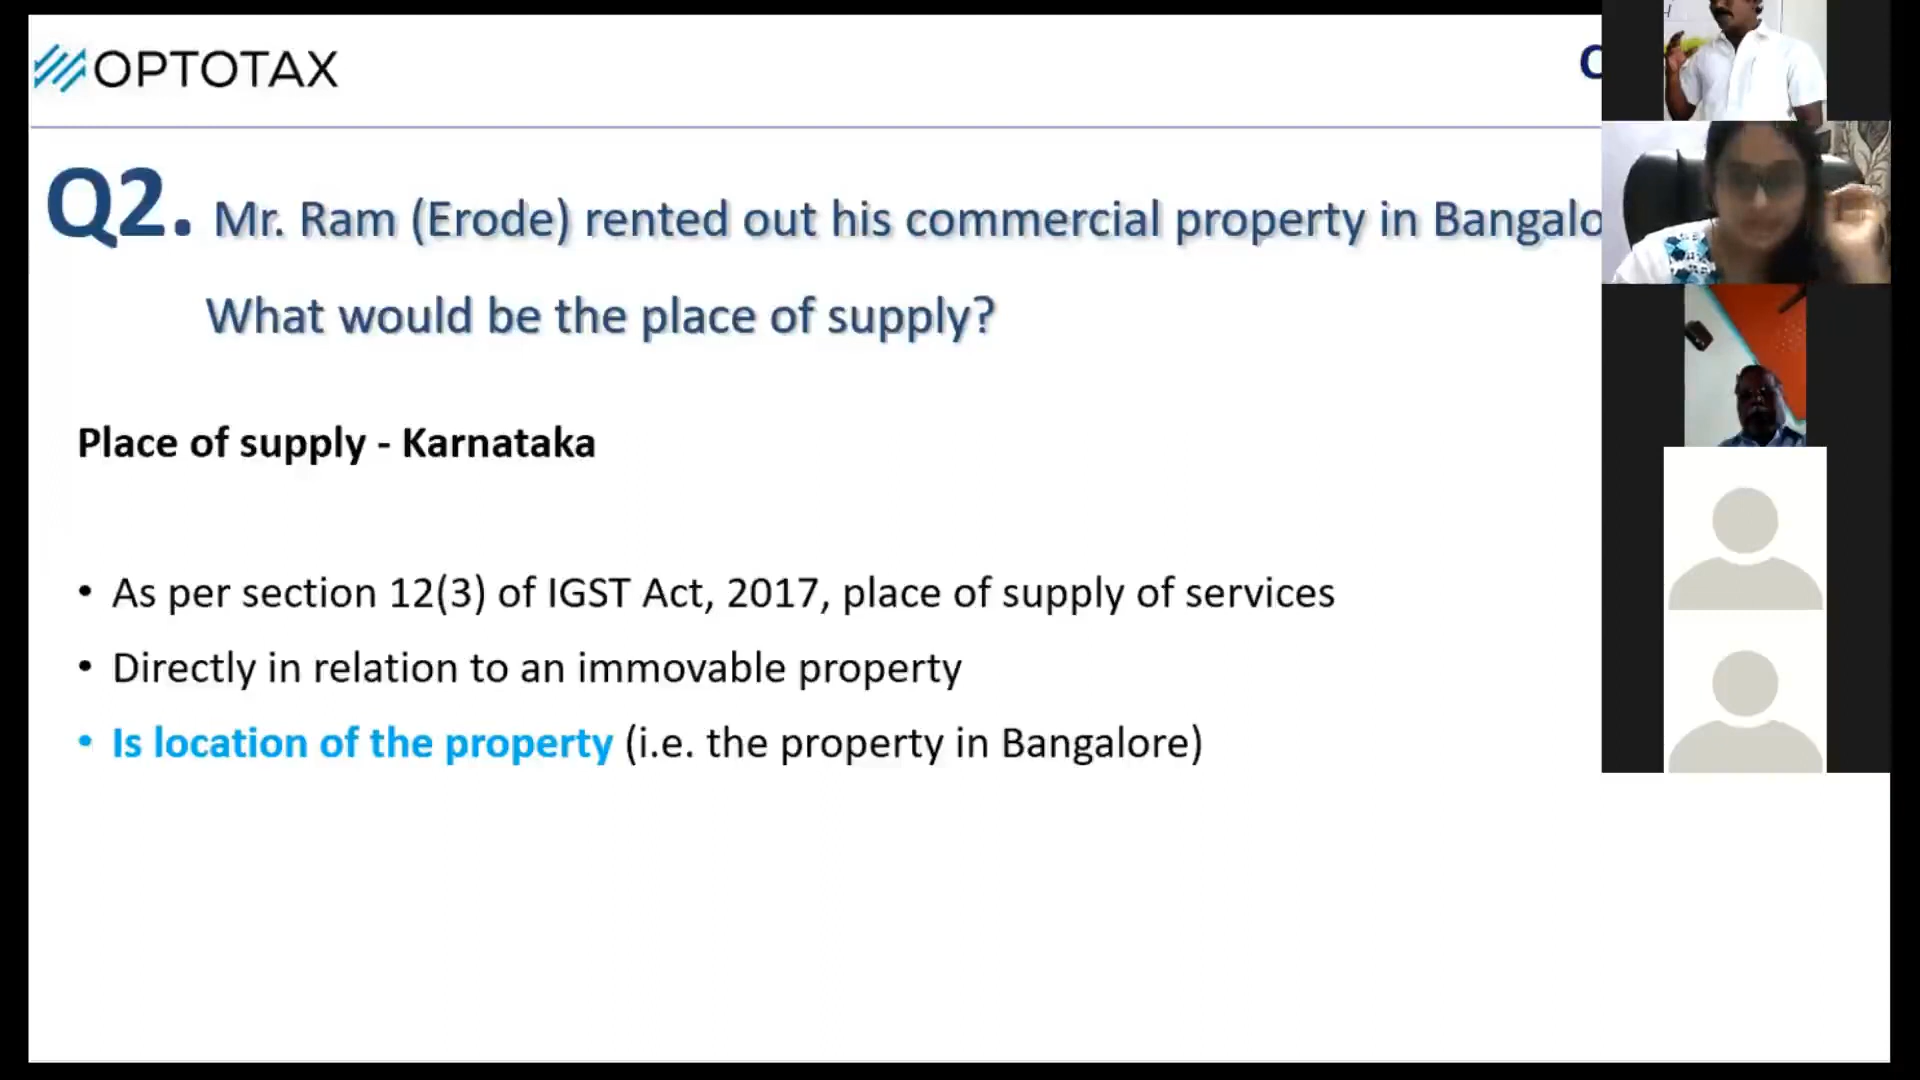 OPTOTAX
Q2. Mr. Ram (Erode) rented out his commercial property in Bangalo
What would be the place of supply?
Place of supply - Karnataka
• As per section 12(3) of IGST Act, 2017, place of supply of services
• Directly in relation to an immovable property
• Is location of the property (i.e. the property in Bangalore)